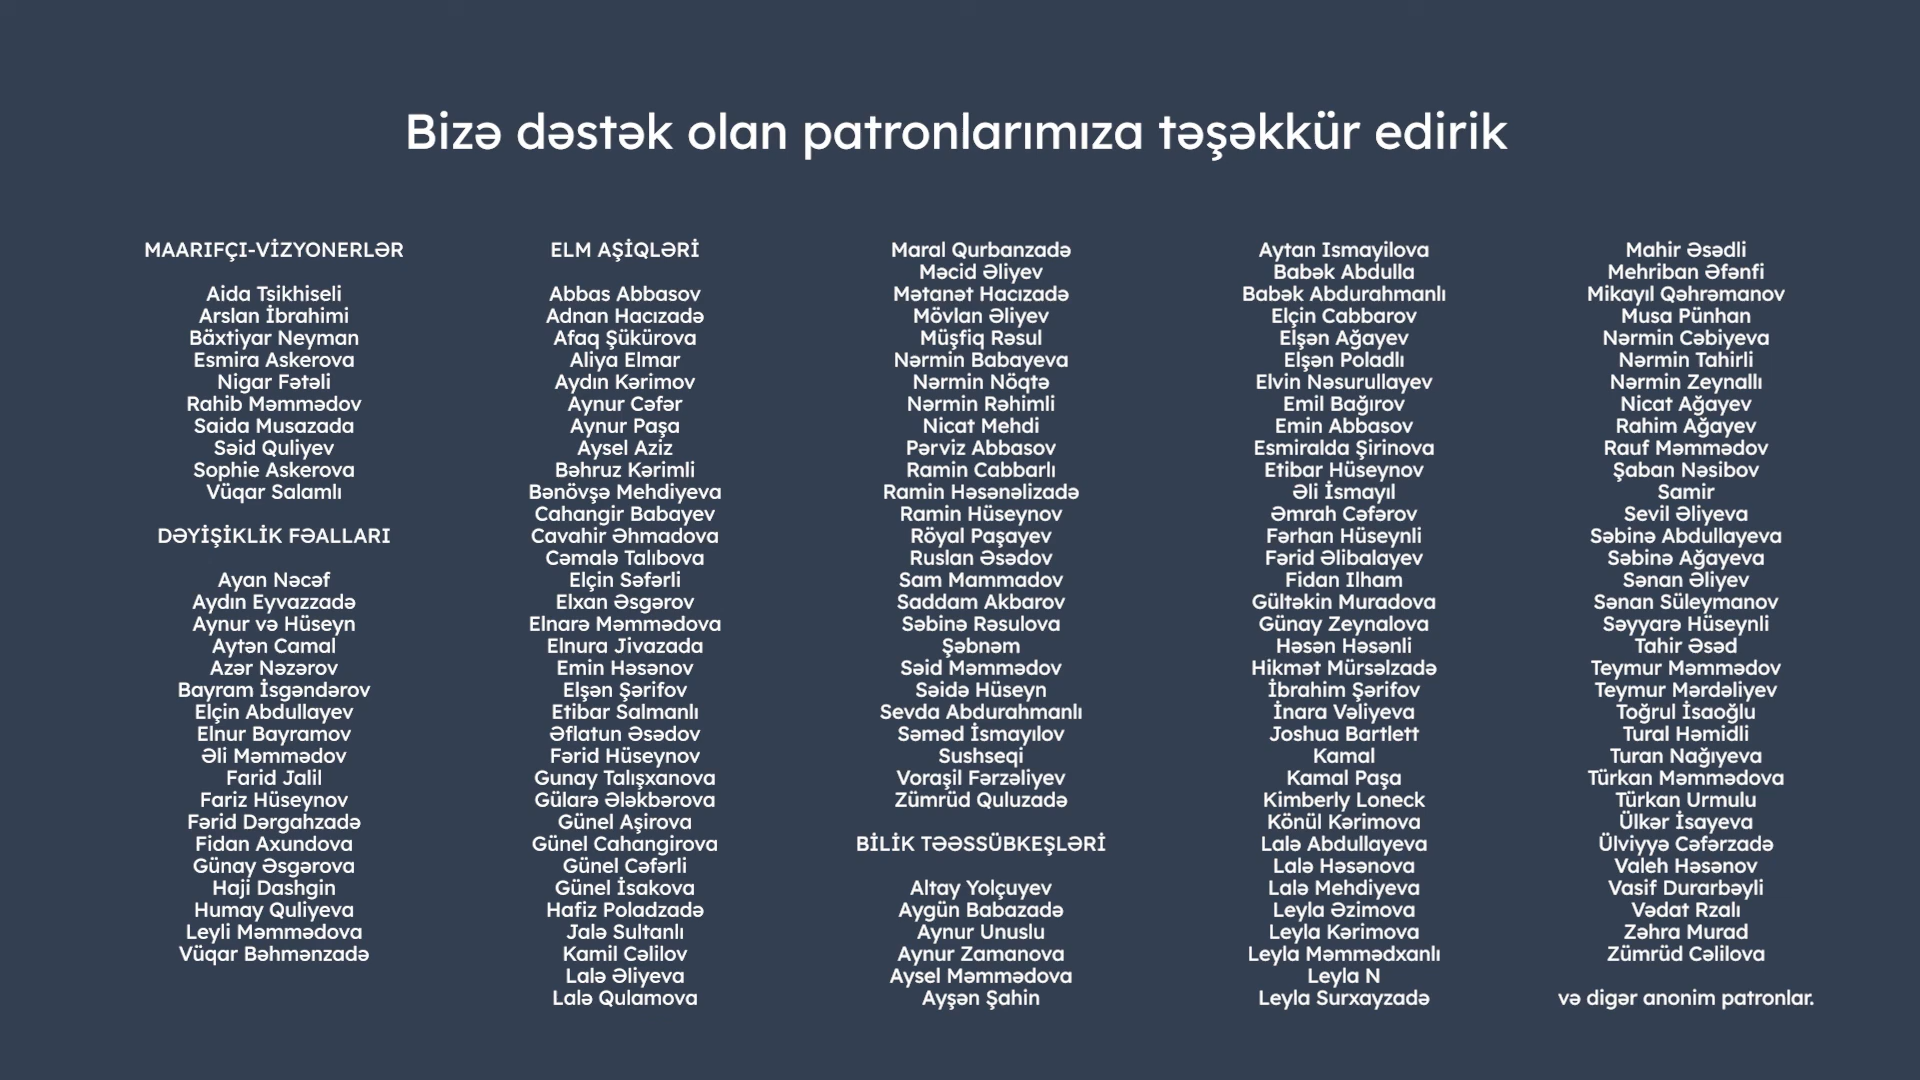 Bizə dəstək olan patronlarımıza təşəkkür edirik
MAARIFÇI-VİZYONERLƏR
Aida Tsikhiseli
Arslan İbrahimi
Bäxtiyar Neyman
Esmira Askerova
Nigar Fətəli
Rahib Məmmədov
Saida Musazada
Səid Quliyev
Sophie Askerova
Vüqar Salamlı
DƏYİŞİKLİK FƏALLARI
Ayan Nəcəf
Aydın Eyvazzadə
Aynur və Hüseyn
Aytən Camal
Azər Nəzərov
Bayram İsgəndərov
Elçin Abdullayev
Elnur Bayramov
Əli Məmmədov
Farid Jalil
Fariz Hüseynov
Fərid Dərgahzadə
Fidan Axundova
Günay Əsgərova
Haji Dashgin
Humay Quliyeva
Leyli Məmmədova
Vüqar Bəhmənzadə
ELM AŞİQLƏRİ
Abbas Abbasov
Adnan Hacızadə
Afaq Şükürova
Aliya Elmar
Aydın Kərimov
Aynur Cəfər
Aynur Paşa
Aysel Aziz
Bəhruz Kərimli
Bənövşə Mehdiyeva
Cahangir Babayev
Cavahir Əhmadova
Cəmalə Talıbova
Elçin Səfərli
Elxan Əsgərov
Elnarə Məmmədova
Elnura Jivazada
Emin Həsənov
Elşən Şərifov
Etibar Salmanlı
Əflatun Əsədov
Fərid Hüseynov
Gunay Talışxanova
Gülarə Ələkbərova
Günel Aşirova
Günel Cahangirova
Günel Cəfərli
Günel İsakova
Hafiz Poladzadə
Jalə Sultanlı
Kamil Cəlilov
Lalə Əliyeva
Lalə Qulamova
Maral Qurbanzadə
Məcid Əliyev
Mətanət Hacızadə
Mövlan Əliyev
Müşfiq Rəsul
Nərmin Babayeva
Nərmin Nöqtə
Nərmin Rəhimli
Nicat Mehdi
Pərviz Abbasov
Ramin Cabbarlı
Ramin Həsənəlizadə
Ramin Hüseynov
Röyal Paşayev
Ruslan Əsədov
Sam Mammadov
Saddam Akbarov
Səbinə Rəsulova
Şəbnəm
Səid Məmmədov
Səidə Hüseyn
Sevda Abdurahmanlı
Səməd İsmayılov
Sushseqi
Voraşil Fərzəliyev
Zümrüd Quluzadə
BİLİK TƏƏSSÜBKEŞLƏRİ
Altay Yolçuyev
Aygün Babazadə
Aynur Unuslu
Aynur Zamanova
Aysel Məmmədova
Ayşən Şahin
Aytan Ismayilova
Babək Abdulla
Babək Abdurahmanlı
Elçin Cabbarov
Elşən Ağayev
Elşən Poladlı
Elvin Nəsurullayev
Emil Bağırov
Emin Abbasov
Esmiralda Şirinova
Etibar Hüseynov
Əli İsmayıl
Əmrah Cəfərov
Fərhan Hüseynli
Fərid Əlibalayev
Fidan Ilham
Gültəkin Muradova
Günay Zeynalova
Həsən Həsənli
Hikmət Mürsəlzadə
İbrahim Şərifov
İnara Vəliyeva
Joshua Bartlett
Kamal
Kamal Paşa
Kimberly Loneck
Könül Kərimova
Lalə Abdullayeva
Lalə Həsənova
Lalə Mehdiyeva
Leyla Əzimova
Leyla Kərimova
Leyla Məmmədxanlı
Leyla N
Leyla Surxayzadə
Mahir Əsədli
Mehriban Əfənfi
Mikayıl Qəhrəmanov
Musa Pünhan
Nərmin Cəbiyeva
Nərmin Tahirli
Nərmin Zeynallı
Nicat Ağayev
Rahim Ağayev
Rauf Məmmədov
Şaban Nəsibov
Samir
Sevil Əliyeva
Səbinə Abdullayeva
Səbinə Ağayeva
Sənan Əliyev
Sənan Süleymanov
Səyyarə Hüseynli
Tahir Əsəd
Teymur Məmmədov
Teymur Mərdəliyev
Toğrul İsaoğlu
Tural Həmidli
Turan Nağıyeva
Türkan Məmmədova
Türkan Urmulu
Ülkər İsayeva
Ülviyyə Cəfərzadə
Valeh Həsənov
Vasif Durarbəyli
Vədat Rzalı
Zəhra Murad
Zümrüd Cəlilova
və digər anonim patronlar.